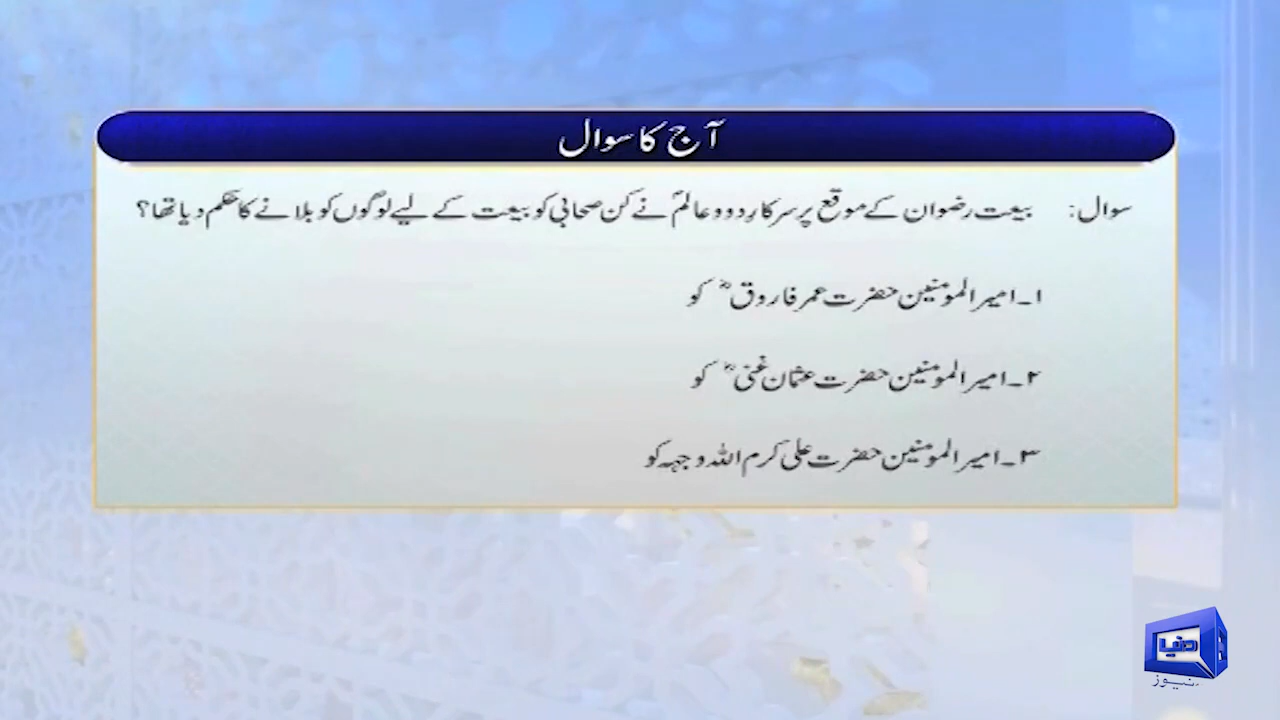 آج کا سوال
سوال: بیعت رضوان کے موقع پر سرکارِ دو عالمؐ نے کن صحابی کو بیعت کے لیے لوگوں کو بلانے کا حکم دیا تھا؟
۱۔امیر المومنین حضرت عمر فاروقؓ کو
۲۔امیر المومنین حضرت عثمان غنیؓ کو
۳۔امیر المومنین حضرت علی کرم اللہ وجہہ کو
دنیا
نیوز